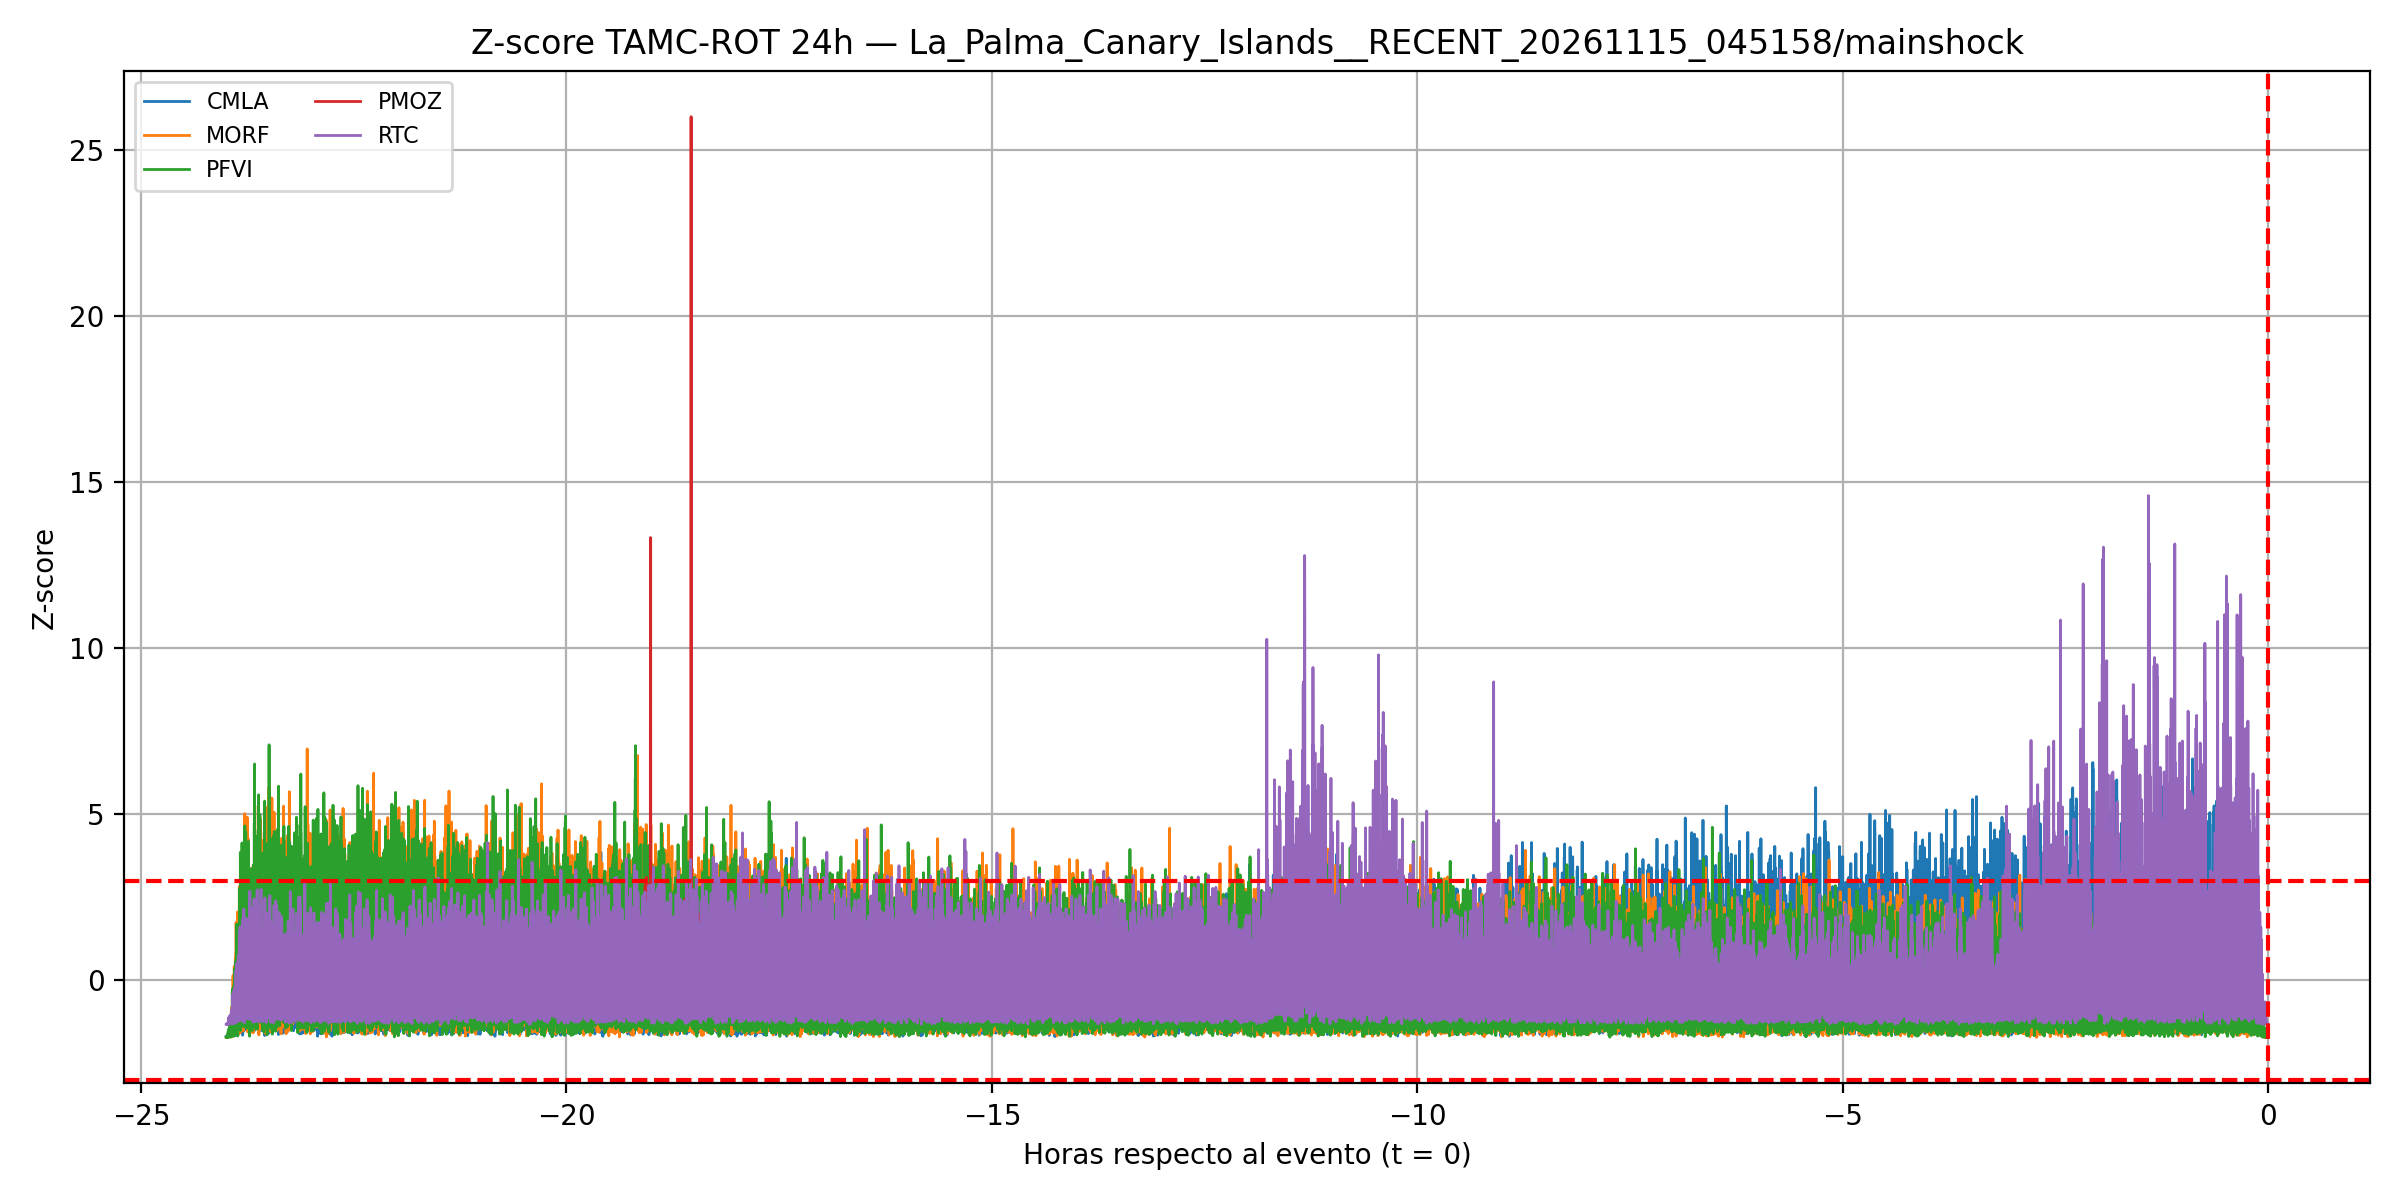 Z-score TAMC-ROT 24h — La_Palma_Canary_Islands__RECENT_20261115_045158/mainshock
CMLA
MORF
PFVI
PMOZ
RTC
25
20
15
10
5
0
Z-score
−25
−20
−15
−10
−5
0
Horas respecto al evento (t = 0)